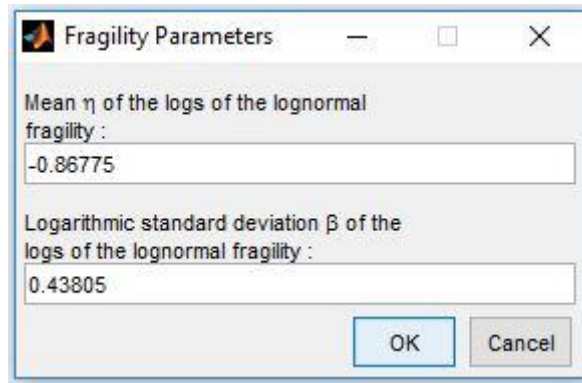 Fragility Parameters
Mean η of the logs of the lognormal
fragility :
-0.86775
Logarithmic standard deviation β of the
logs of the lognormal fragility :
0.43805
OK Cancel